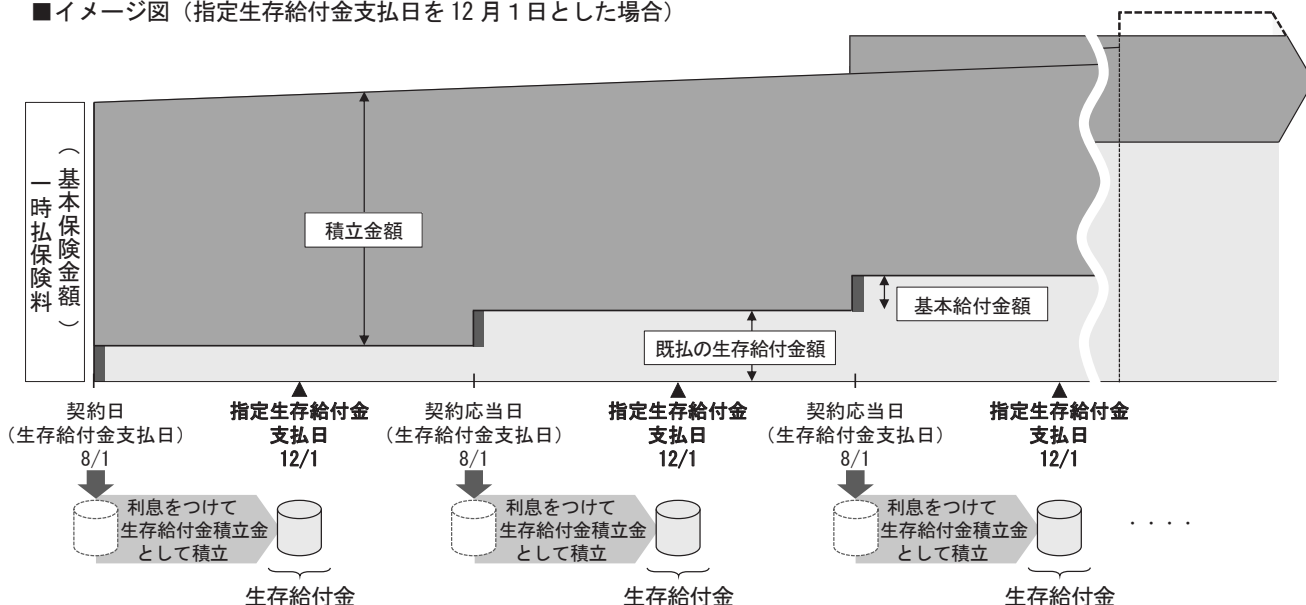 ■イメージ図（指定生存給付金支払日を 12 月１日とした場合）
一時払保険料
（基本保険金額）
積立金額
基本給付金額
既払の生存給付金額
契約日
（生存給付金支払日）
8/1
指定生存給付金
支払日
12/1
契約応当日
（生存給付金支払日）
8/1
指定生存給付金
支払日
12/1
契約応当日
（生存給付金支払日）
8/1
指定生存給付金
支払日
12/1
利息をつけて
生存給付金積立金
として積立
利息をつけて
生存給付金積立金
として積立
利息をつけて
生存給付金積立金
として積立
・・・・
生存給付金
生存給付金
生存給付金